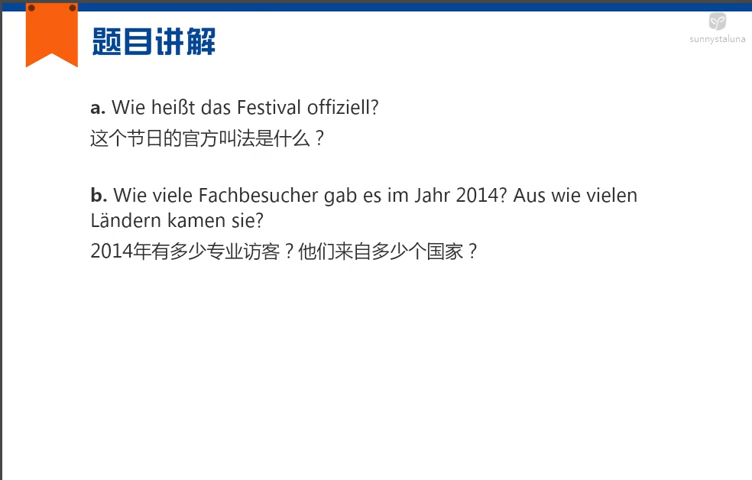 sunnystaluna
题目讲解
a. Wie heißt das Festival offiziell?
这个节日的官方叫法是什么？
b. Wie viele Fachbesucher gab es im Jahr 2014? Aus wie vielen
Ländern kamen sie?
2014年有多少专业访客？他们来自多少个国家？